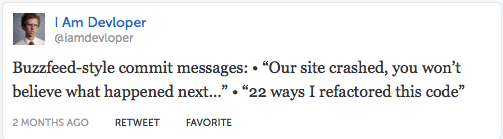 I Am Devloper
@iamdevloper
Buzzfeed-style commit messages: • “Our site crashed, you won’t
believe what happened next...” • “22 ways I refactored this code”
2 MONTHS AGO RETWEET FAVORITE